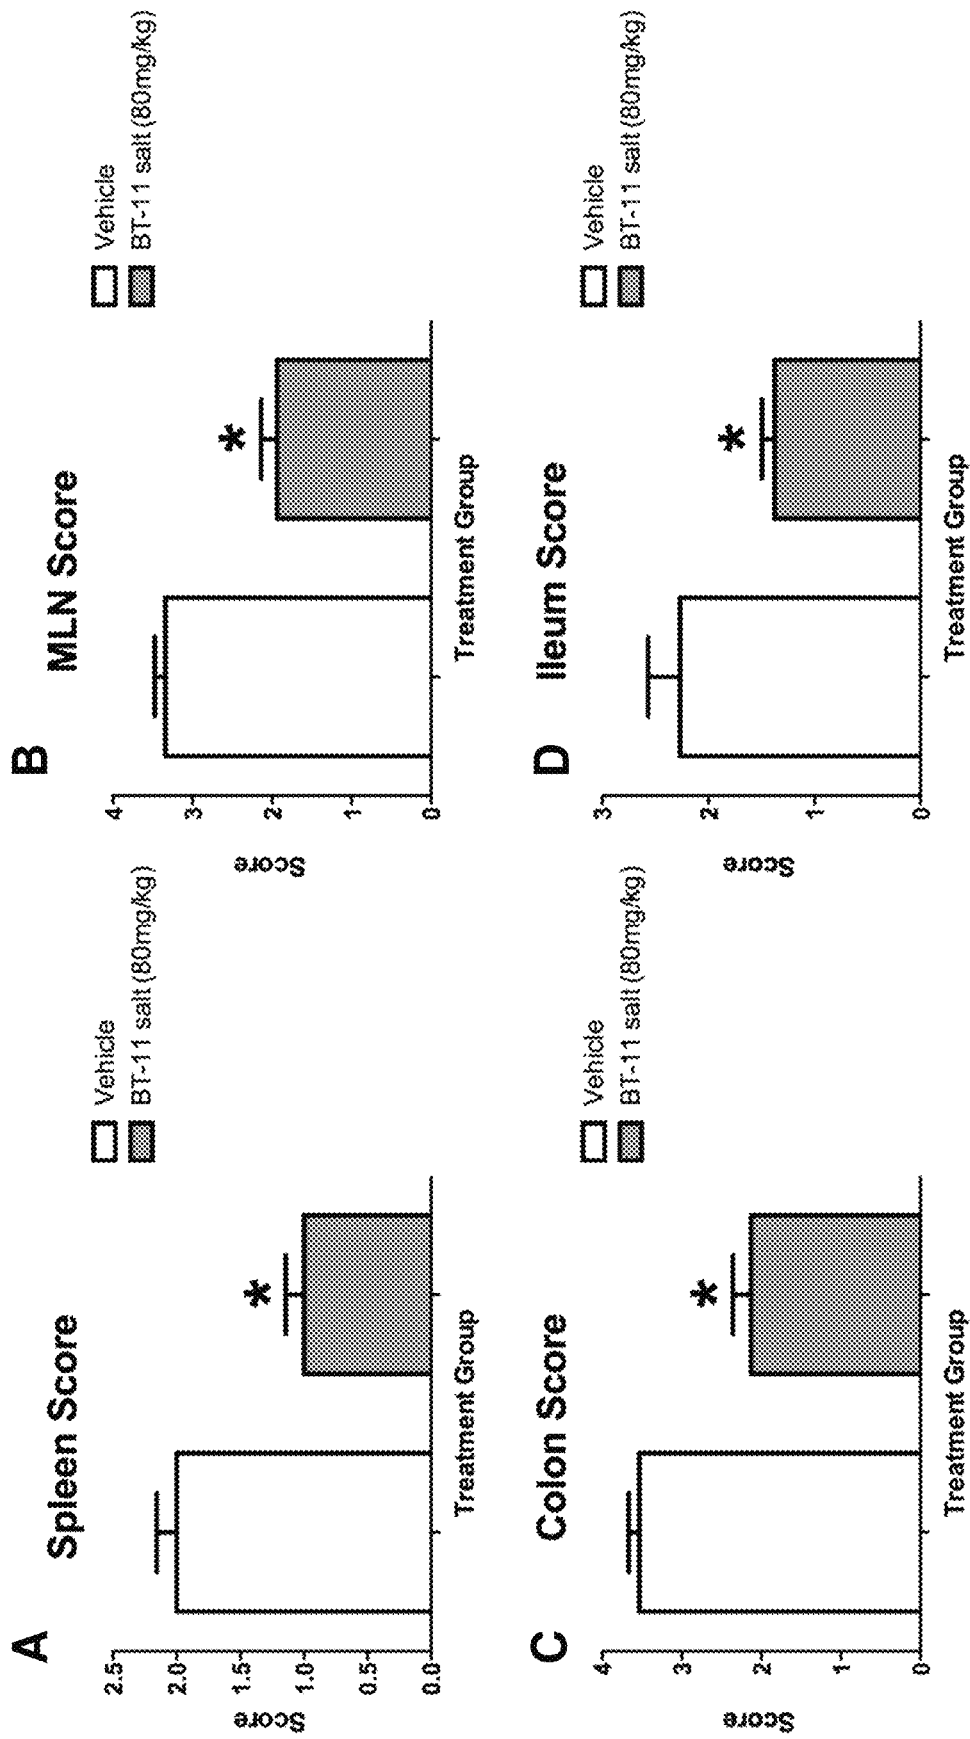 A
Spleen Score
Vehicle
BT-11 salt (80mg/kg)
Score
2.5
2.0
1.5
1.0
0.5
0.0
*
Treatment Group
B
MLN Score
Vehicle
BT-11 salt (80mg/kg)
Score
4
3
2
1
0
*
Treatment Group
C
Colon Score
Vehicle
BT-11 salt (80mg/kg)
Score
4
3
2
1
0
*
Treatment Group
D
Ileum Score
Vehicle
BT-11 salt (80mg/kg)
Score
3
2
1
0
*
Treatment Group